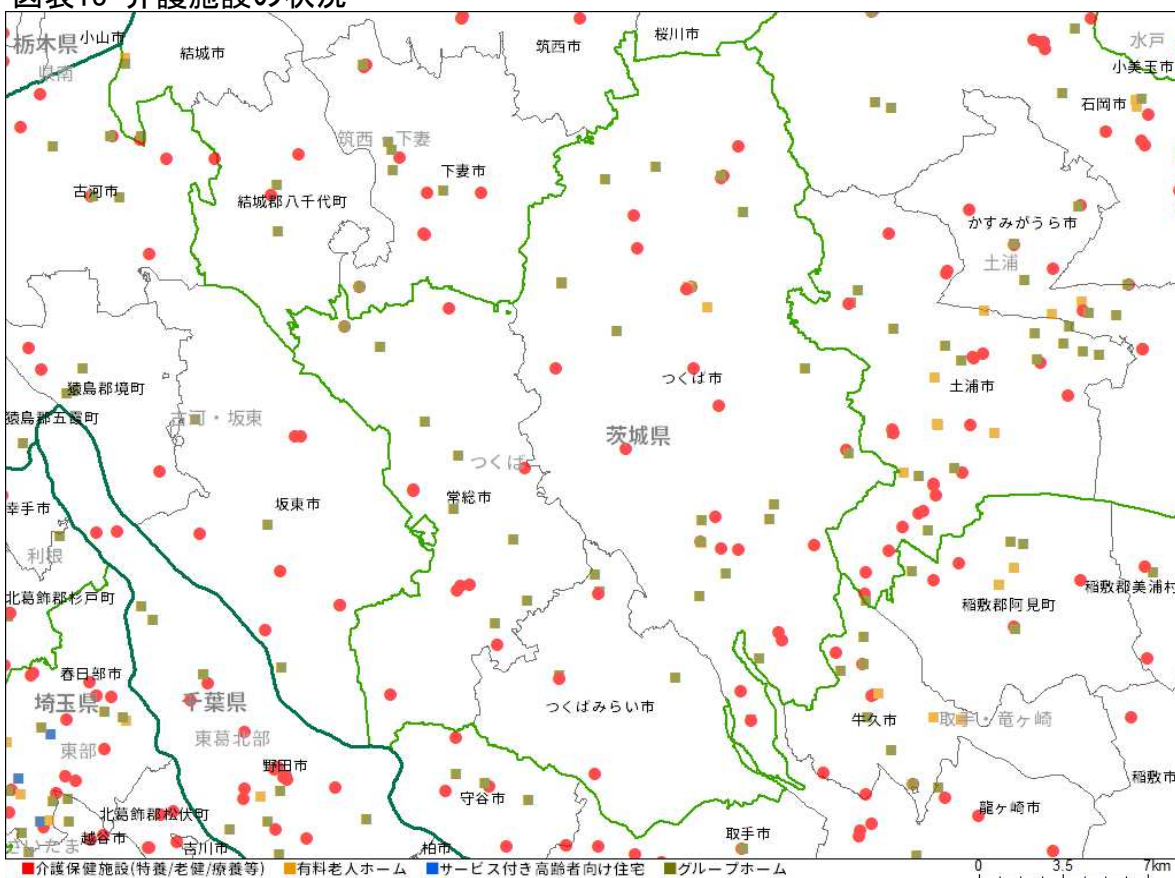 図表10 介護施設の状況
栃木県
小山市
結城市
筑西市
桜川市
水戸
県南
小美玉市
石岡市
筑西・下妻
下妻市
古河市
結城郡八千代町
かすみがうら市
土浦
猿島郡境町
つくば市
土浦市
猿島郡五霞町
古河・坂東
茨城県
つくば
常総市
坂東市
幸手市
利根
北葛飾郡杉戸町
稲敷郡阿見町
稲敷郡美浦村
春日部市
埼玉県
千葉県
つくばみらい市
牛久市
取手・竜ヶ崎
東部
東葛北部
野田市
稲敷市
守谷市
龍ヶ崎市
北葛飾郡松伏町
越谷市
さいたま
吉川市
柏市
取手市
介護保健施設(特養/老健/療養等) 有料老人ホーム サービス付き高齢者向け住宅 グループホーム
0 3.5 7km